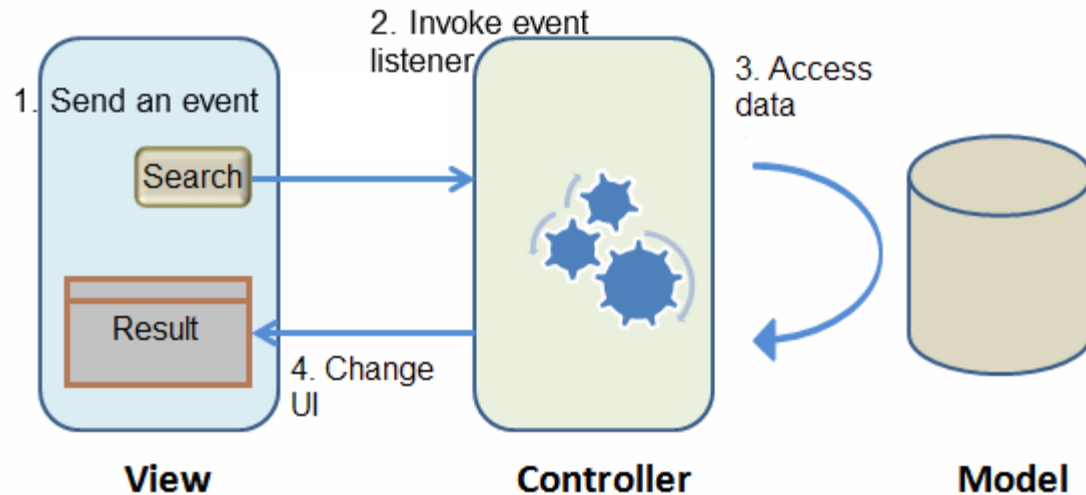 2. Invoke event
listener
3. Access
data
1. Send an event
Search
Result
4. Change
UI
View
Controller
Model